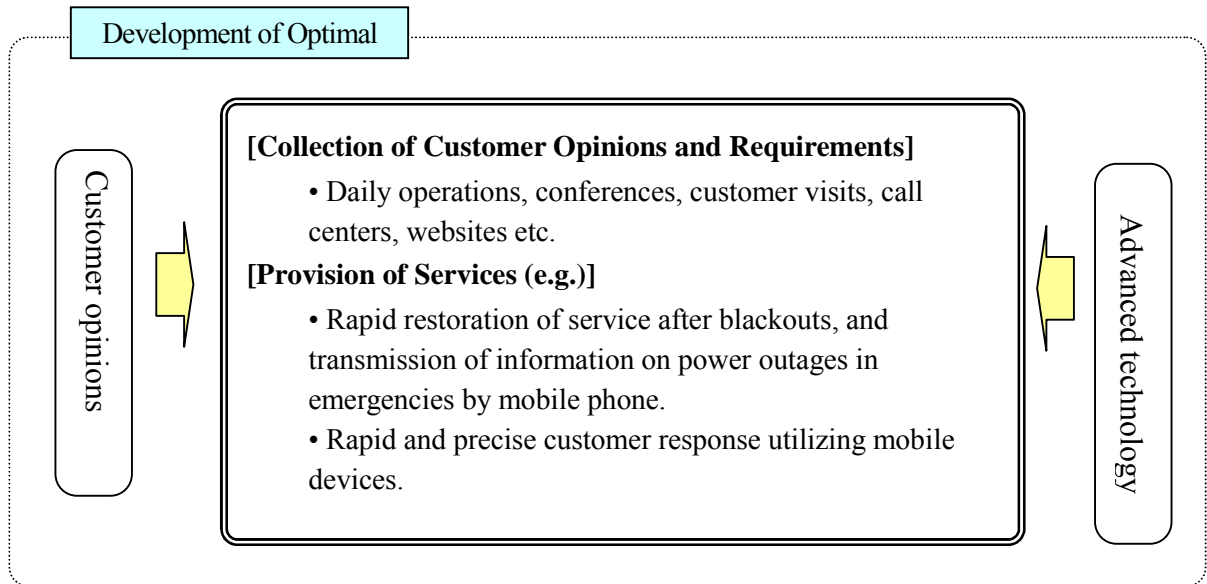 Development of Optimal
Customer opinions
[Collection of Customer Opinions and Requirements]
• Daily operations, conferences, customer visits, call
centers, websites etc.
[Provision of Services (e.g.)]
• Rapid restoration of service after blackouts, and
transmission of information on power outages in
emergencies by mobile phone.
• Rapid and precise customer response utilizing mobile
devices.
Advanced technology